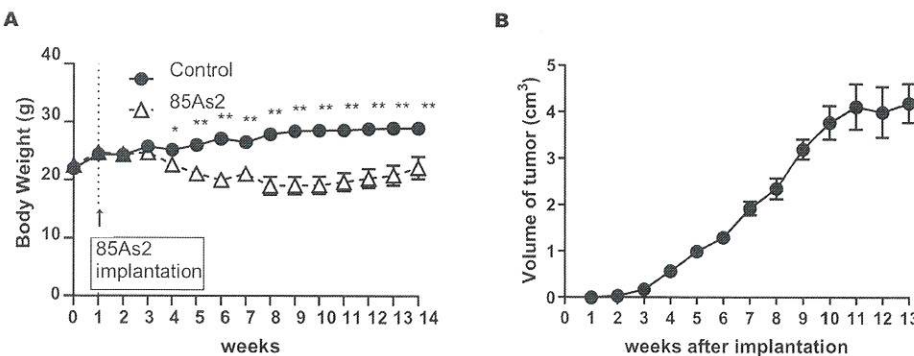 A
Body Weight (g)
40
30
20
10
0
Control
85As2
* ** ** ** ** ** ** ** ** ** **
↑
85As2
implantation
0 1 2 3 4 5 6 7 8 9 10 11 12 13 14
weeks
B
Volume of tumor (cm³)
5
4
3
2
1
0
0 1 2 3 4 5 6 7 8 9 10 11 12 13
weeks after implantation